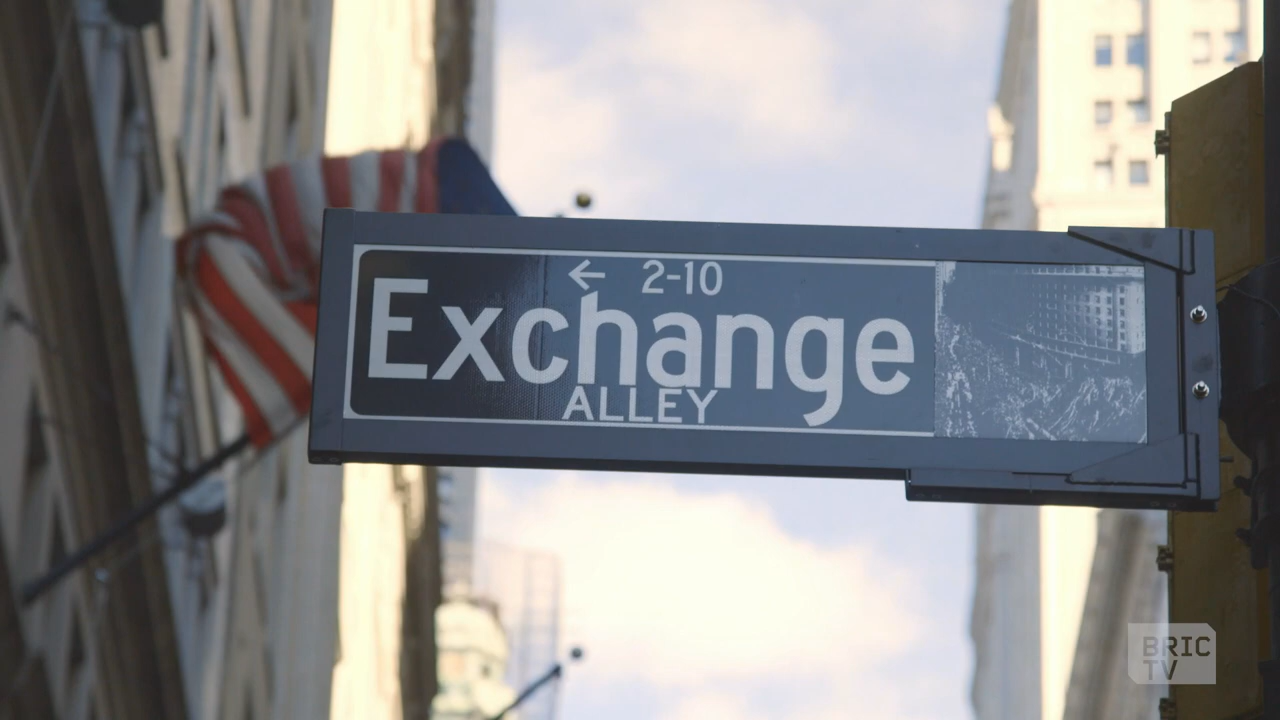 ← 2-10
Exchange
ALLEY
BRIC
TV